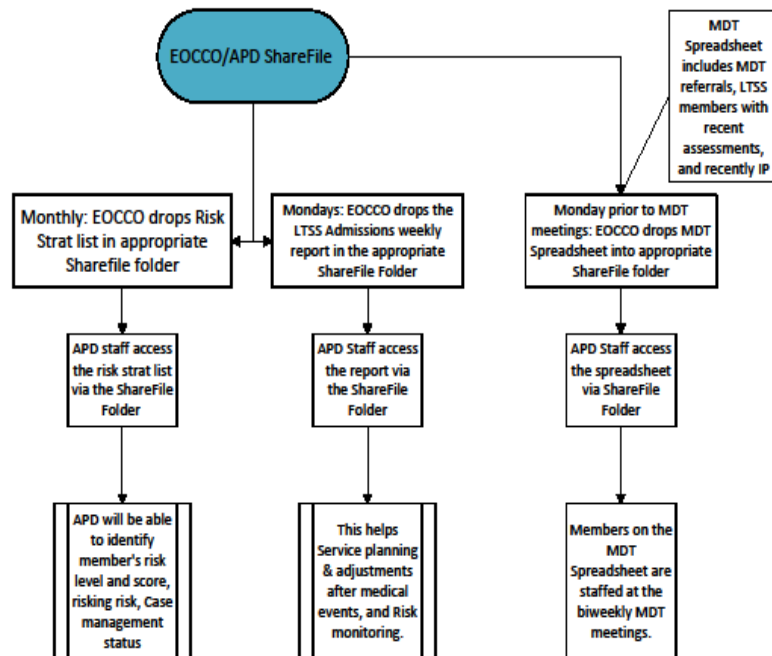 EOCCO/APD ShareFile
MDT
Spreadsheet
includes MDT
referrals, LTSS
members with
recent
assessments,
and recently IP
Monthly: EOCCO drops Risk
Strat list in appropriate
Sharefile folder
Mondays: EOCCO drops the
LTSS Admissions weekly
report in the appropriate
ShareFile Folder
Monday prior to MDT
meetings: EOCCO drops MDT
Spreadsheet into appropriate
ShareFile folder
APD staff access
the risk strat list
via the ShareFile
Folder
APD Staff access
the report via
the ShareFile
Folder
APD Staff access
the spreadsheet
via ShareFile
Folder
APD will be able
to identify
member's risk
level and score,
risking risk, Case
management
status
This helps
Service planning
& adjustments
after medical
events, and Risk
monitoring.
Members on the
MDT
Spreadsheet are
staffed at the
biweekly MDT
meetings.